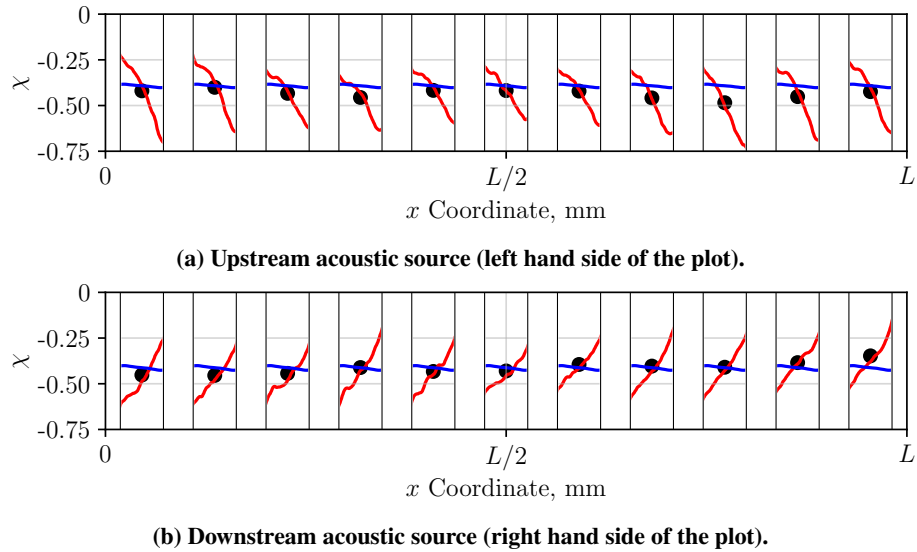 0
-0.25
-0.50
-0.75
χ
0
L/2
L
x Coordinate, mm
(a) Upstream acoustic source (left hand side of the plot).
0
-0.25
-0.50
-0.75
χ
0
L/2
L
x Coordinate, mm
(b) Downstream acoustic source (right hand side of the plot).